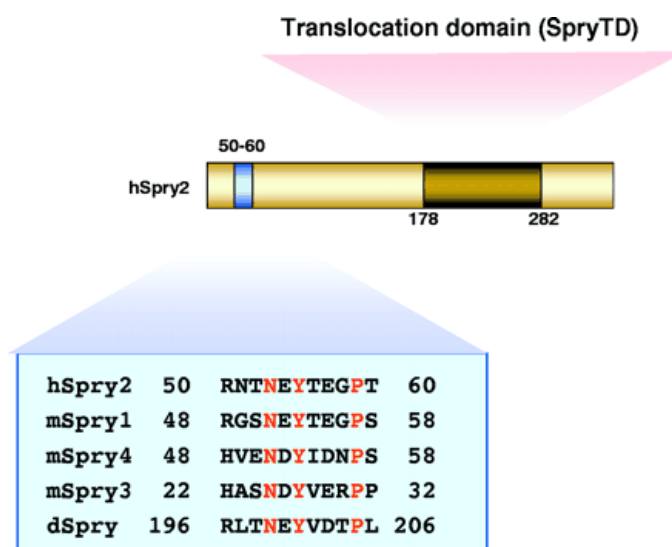 Translocation domain (SpryTD)
50-60
hSpry2
178 282
hSpry2 50 RNTNEYTEGPT 60
mSpry1 48 RGSNEYTEGPS 58
mSpry4 48 HVENDYIDNPS 58
mSpry3 22 HASNDYVERPP 32
dSpry 196 RLTNEYVDTPL 206